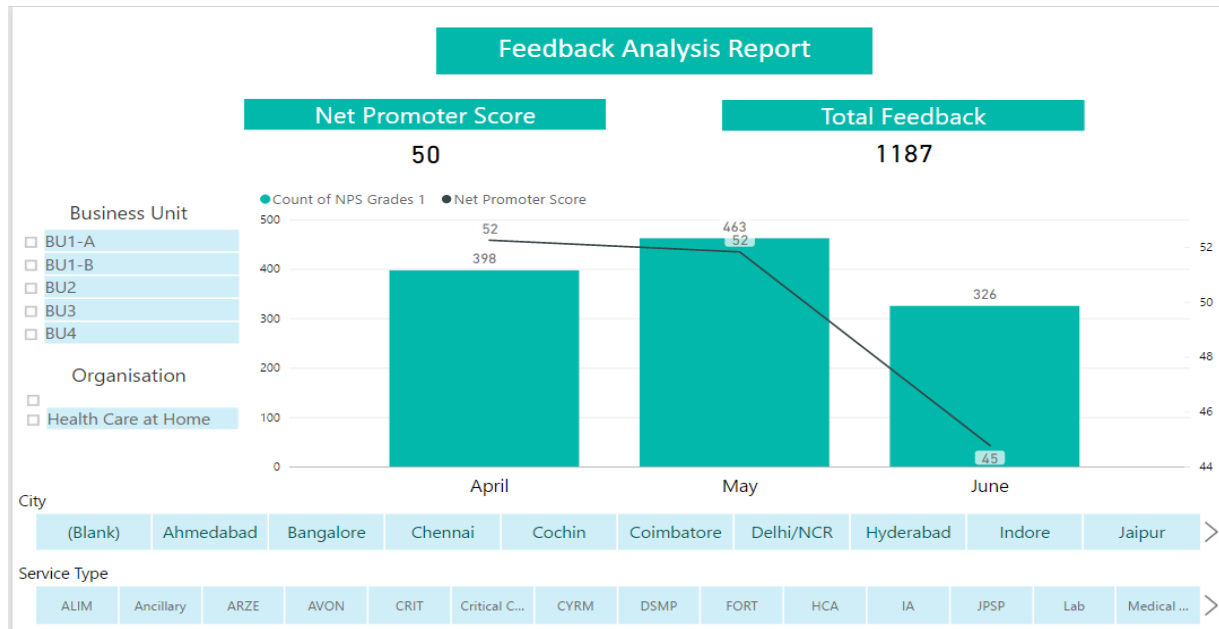 Feedback Analysis Report
Net Promoter Score
Total Feedback
50
1187
Count of NPS Grades 1 Net Promoter Score
Business Unit
BU1-A
BU1-B
BU2
BU3
BU4
Organisation
Health Care at Home
500
400
300
200
100
0
52
398
463
52
326
45
52
50
48
46
44
April May June
City
(Blank) Ahmedabad Bangalore Chennai Cochin Coimbatore Delhi/NCR Hyderabad Indore Jaipur
Service Type
ALIM Ancillary ARZE AVON CRIT Critical C... CYRM DSMP FORT HCA IA JPSP Lab Medical ...